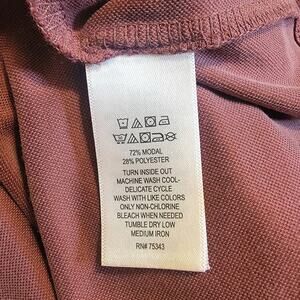 72% MODAL
28% POLYESTER
TURN INSIDE OUT
MACHINE WASH COOL-
DELICATE CYCLE
WASH WITH LIKE COLORS
ONLY NON-CHLORINE
BLEACH WHEN NEEDED
TUMBLE DRY LOW
MEDIUM IRON
RN# 75343